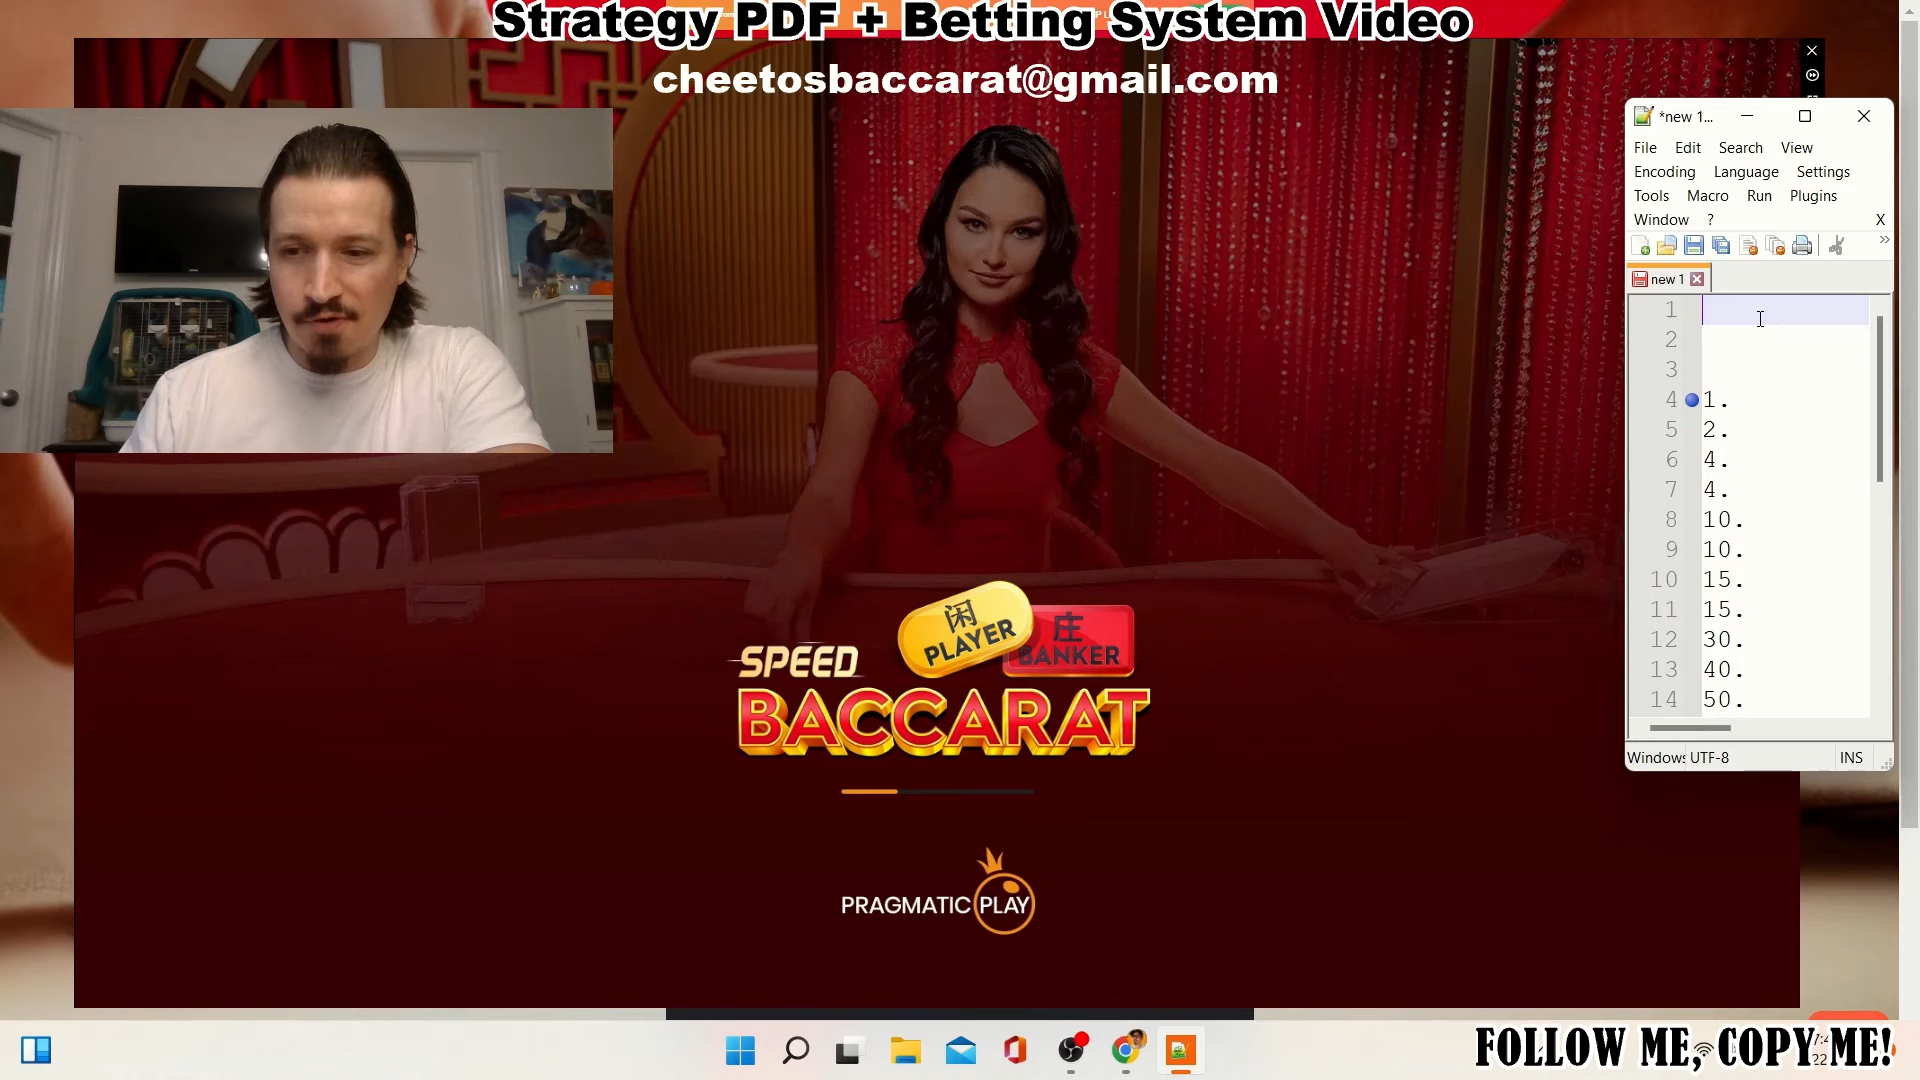 Strategy PDF + Betting System Video
cheetosbaccarat@gmail.com
*new 1...
File Edit Search View
Encoding Language Settings
Tools Macro Run Plugins
Window ? X
new 1
1
2
3
4 1.
5 2.
6 4.
7 4.
8 10.
9 10.
10 15.
11 15.
12 30.
13 40.
14 50.
Windows UTF-8 INS
闲
PLAYER
庄
BANKER
SPEED
BACCARAT
PRAGMATIC PLAY
FOLLOW ME, COPY ME!